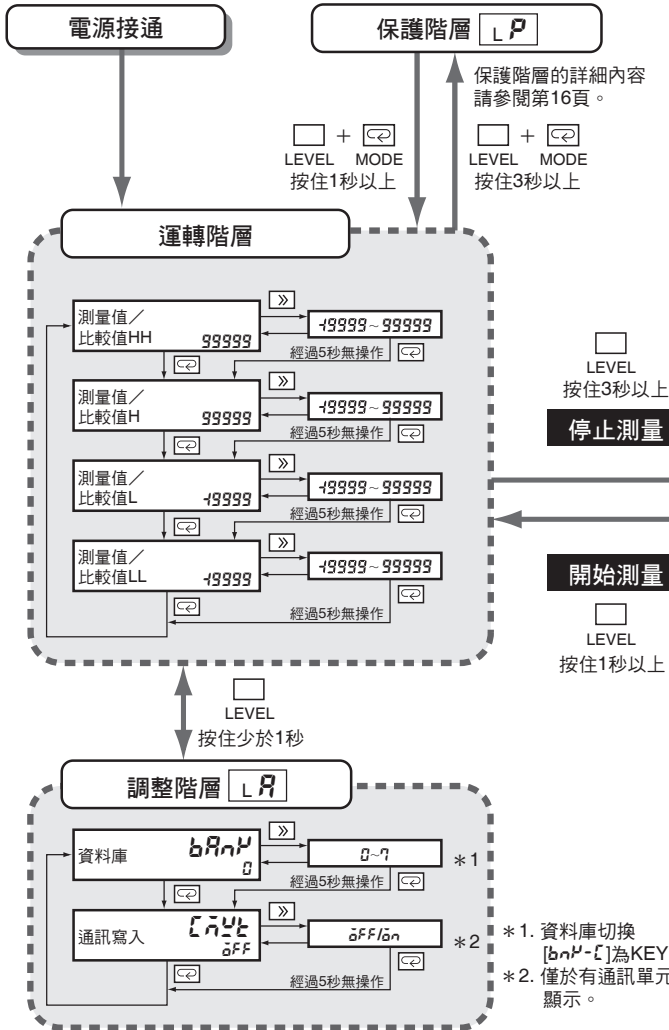 電源接通
保護階層 LP
保護階層的詳細內容
請參閱第16頁。
＋
LEVEL MODE
按住1秒以上
＋
LEVEL MODE
按住3秒以上
運轉階層
測量值／
比較值HH 99999
-19999~99999
經過5秒無操作
測量值／
比較值H 99999
-19999~99999
經過5秒無操作
測量值／
比較值L -19999
-19999~99999
經過5秒無操作
測量值／
比較值LL -19999
-19999~99999
經過5秒無操作
LEVEL
按住3秒以上
停止測量
開始測量
LEVEL
按住1秒以上
LEVEL
按住少於1秒
調整階層 LA
資料庫 bAnK
0
0~7
＊1
經過5秒無操作
通訊寫入 CMWt
oFF
oFF/on
＊2
經過5秒無操作
＊1. 資料庫切換
[bnK-C]為KEY
＊2. 僅於有通訊單元
顯示。